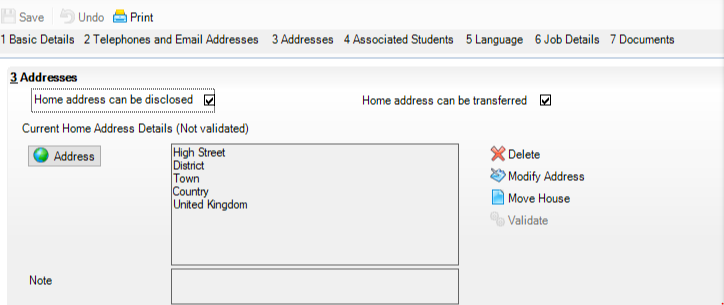 Save Undo Print
1 Basic Details 2 Telephones and Email Addresses 3 Addresses 4 Associated Students 5 Language 6 Job Details 7 Documents
3 Addresses
Home address can be disclosed Home address can be transferred
Current Home Address Details (Not validated)
Address
High Street
District
Town
Country
United Kingdom
Delete
Modify Address
Move House
Validate
Note